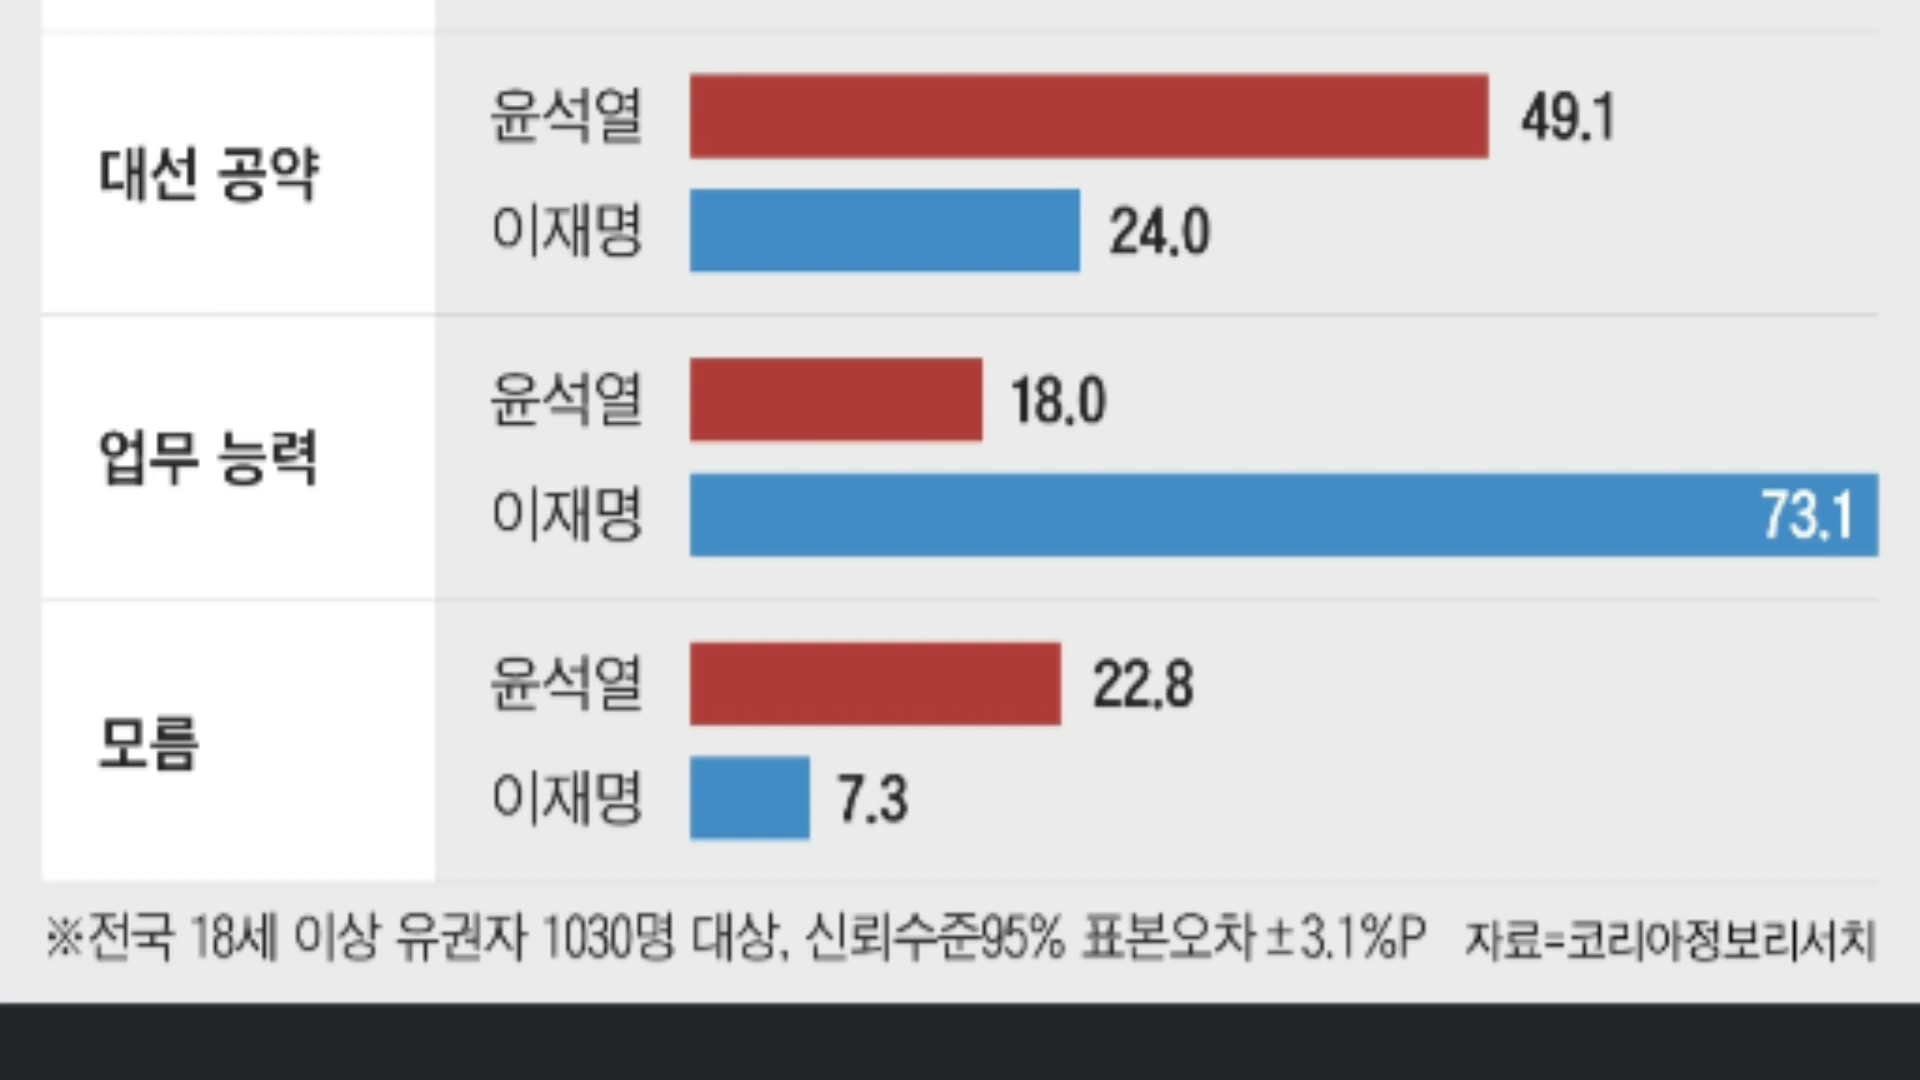 대선 공약
윤석열 49.1
이재명 24.0
업무 능력
윤석열 18.0
이재명 73.1
모름
윤석열 22.8
이재명 7.3
※전국 18세 이상 유권자 1030명 대상, 신뢰수준95% 표본오차±3.1%P 자료=코리아정보리서치